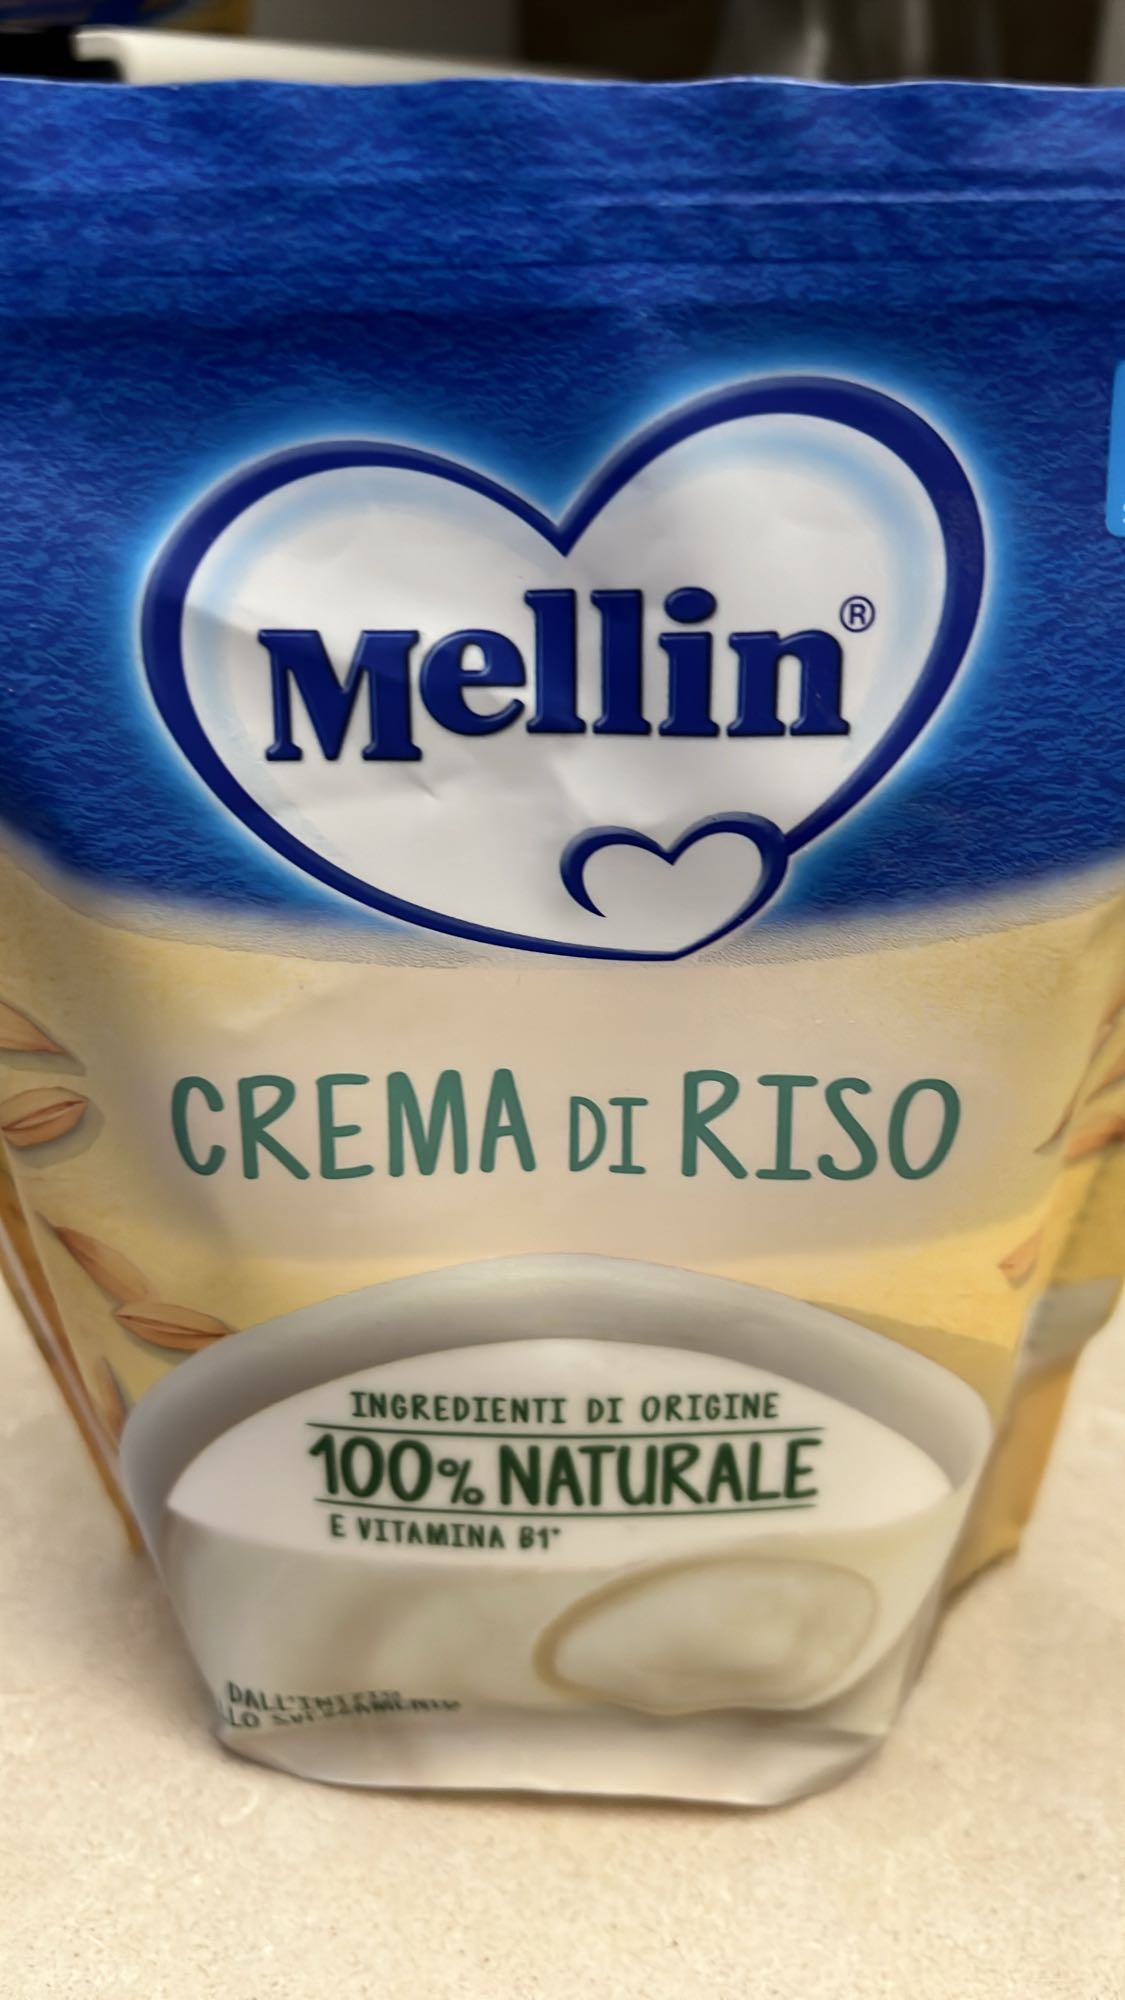 Mellin®
CREMA DI RISO
INGREDIENTI DI ORIGINE
100% NATURALE
E VITAMINA B1*